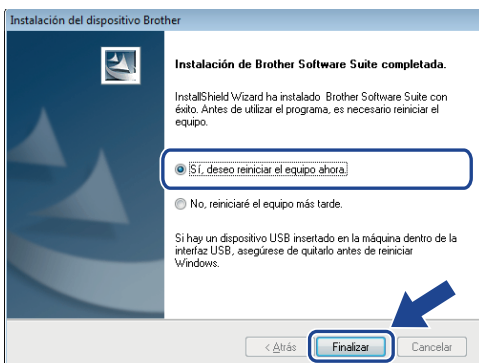 Instalación del dispositivo Brother
Instalación de Brother Software Suite completada.
InstallShield Wizard ha instalado Brother Software Suite con
éxito. Antes de utilizar el programa, es necesario reiniciar el
equipo.
Sí, deseo reiniciar el equipo ahora.
No, reiniciaré el equipo más tarde.
Si hay un dispositivo USB insertado en la máquina dentro de la
interfaz USB, asegúrese de quitarlo antes de reiniciar
Windows.
< Atrás Finalizar Cancelar